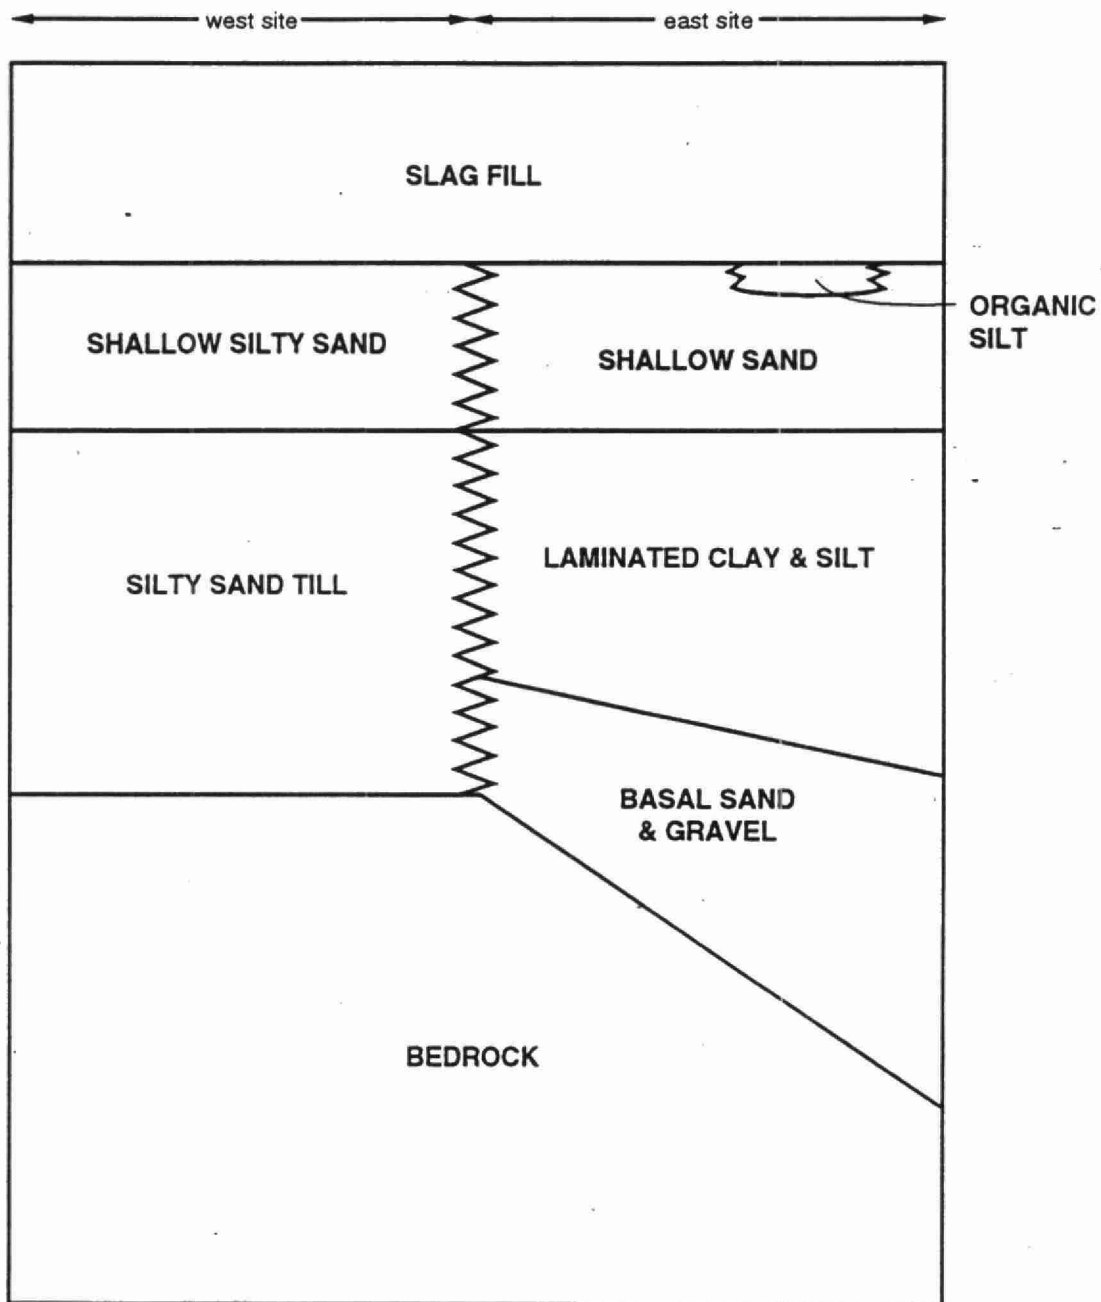 west site
east site
SLAG FILL
ORGANIC
SILT
SHALLOW SILTY SAND
SHALLOW SAND
LAMINATED CLAY & SILT
SILTY SAND TILL
BASAL SAND
& GRAVEL
BEDROCK